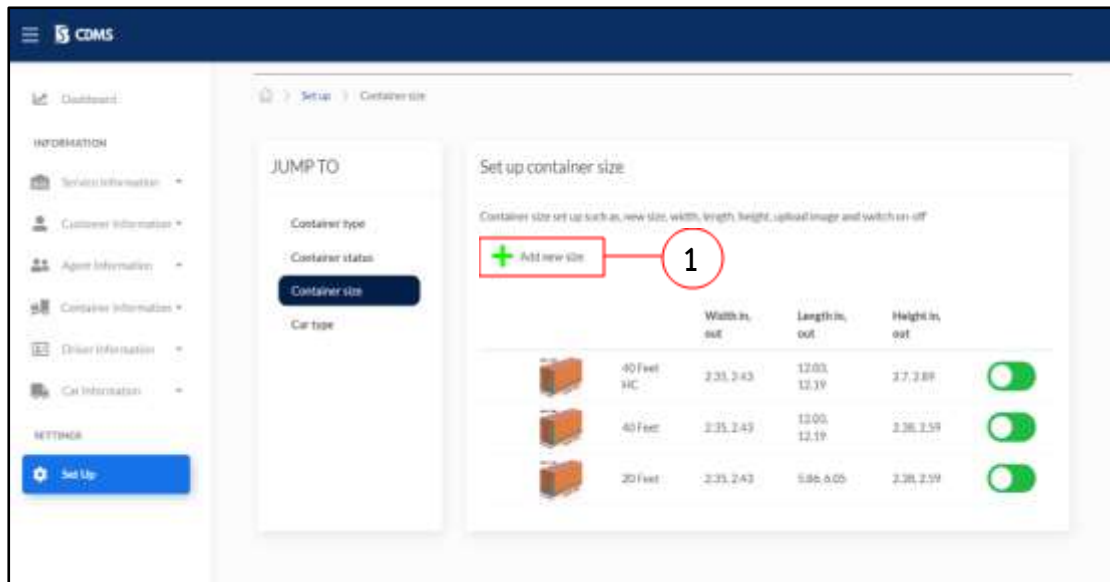 CDMS
Dashboard
Set up
Container size
INFORMATION
Service Information
Customer Information
Agent Information
Container Information
Driver Information
Car Information
SETTINGS
Set Up
JUMP TO
Container type
Container status
Container size
Car type
Set up container size
Container size set up such as, new size, width, length, height, upload image and switch on-off
Add new size
1
Width in, Length in, Height in,
out out out
40 Feet 12.03,
HC 2.35, 2.43 12.19 2.7, 2.89
12.03,
40 Feet 2.35, 2.43 12.19 2.38, 2.59
20 Feet 2.35, 2.43 5.86, 6.05 2.38, 2.59